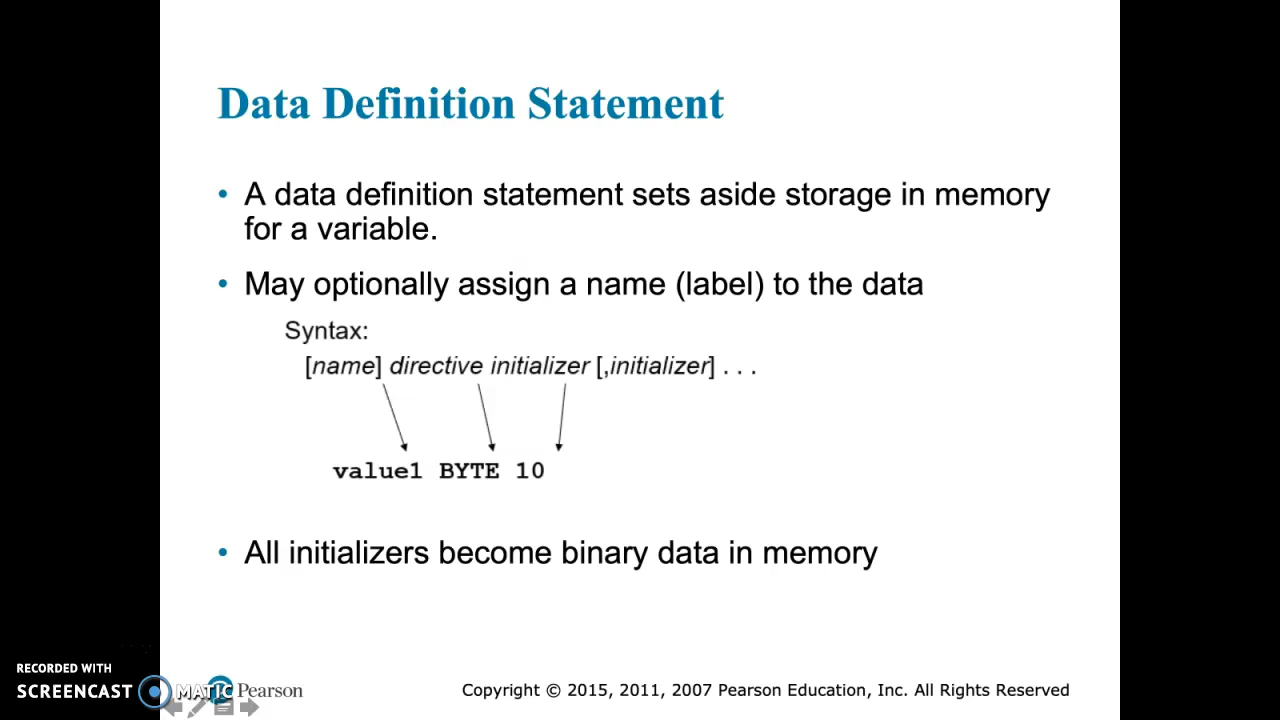 Data Definition Statement
• A data definition statement sets aside storage in memory
for a variable.
• May optionally assign a name (label) to the data
Syntax:
[name] directive initializer [,initializer] . . .
value1 BYTE 10
• All initializers become binary data in memory
RECORDED WITH
SCREENCAST MATIC
Pearson
Copyright © 2015, 2011, 2007 Pearson Education, Inc. All Rights Reserved